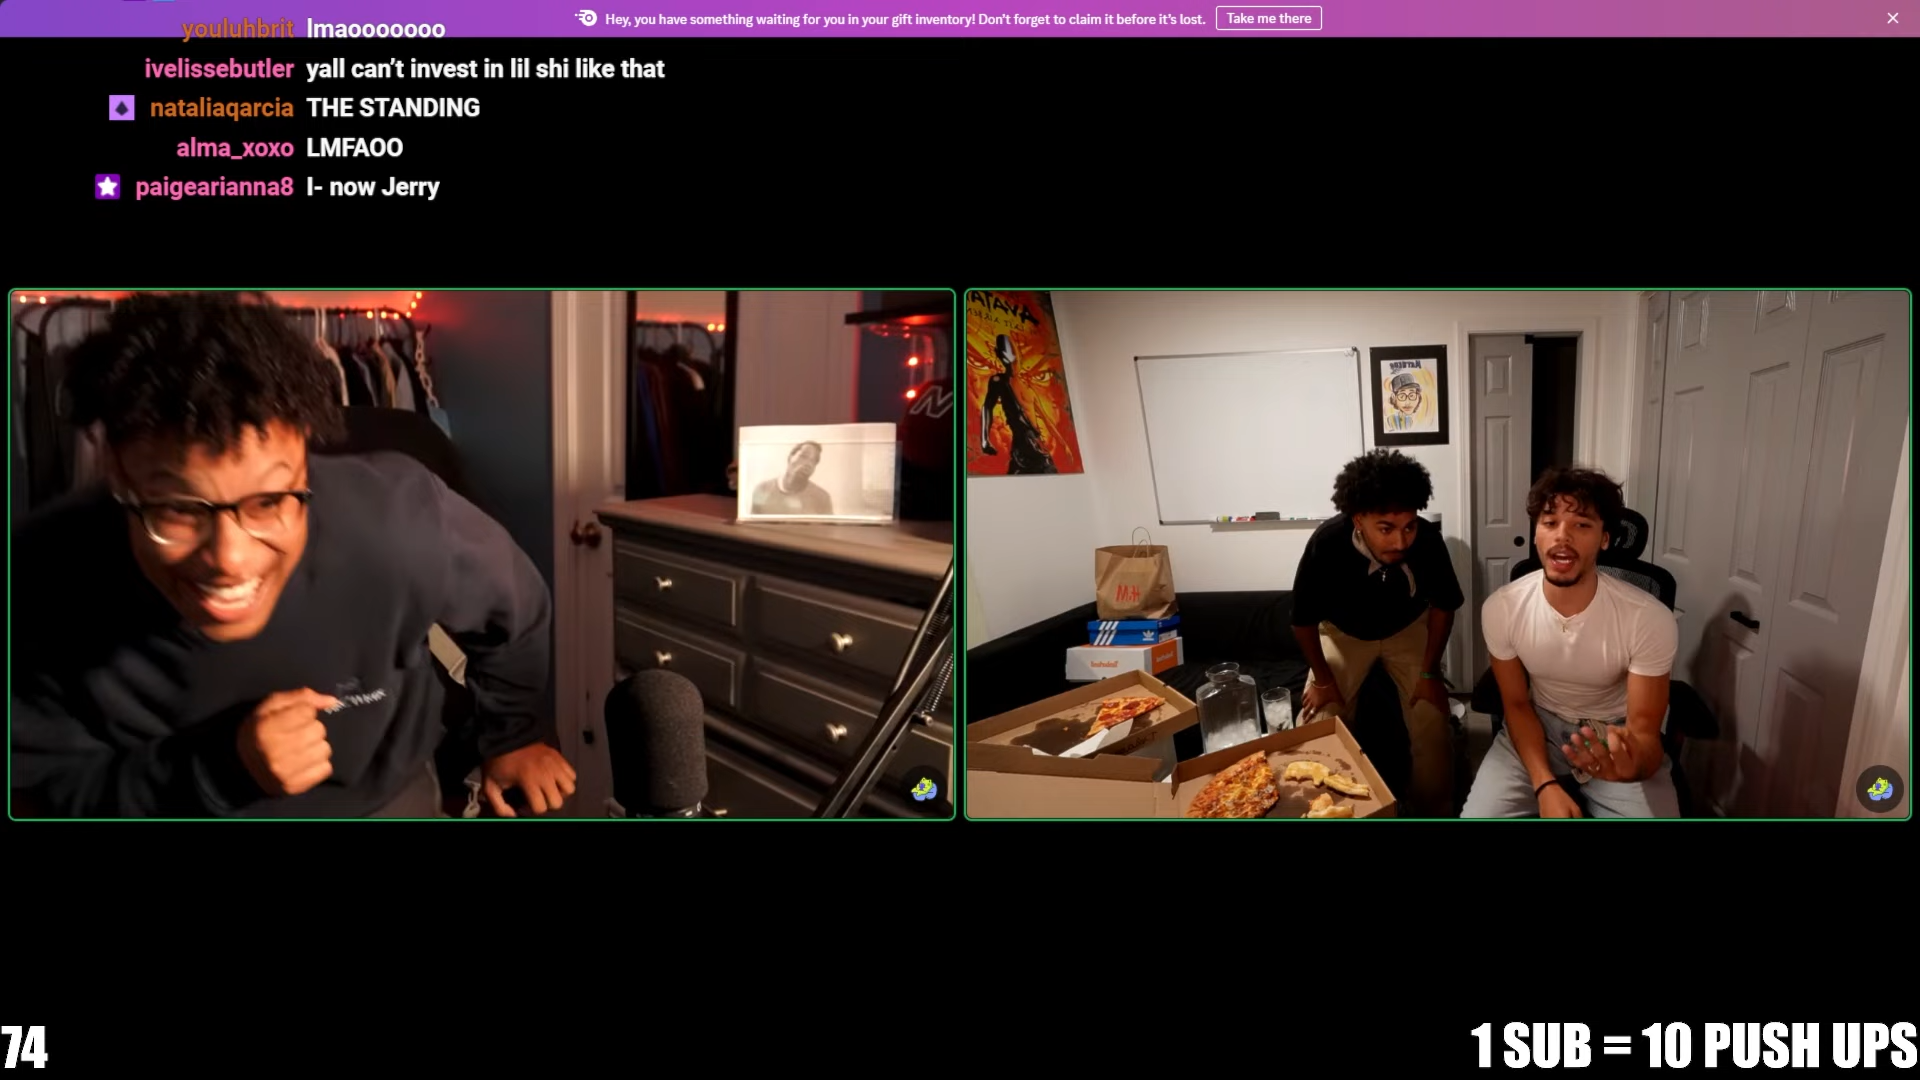 Hey, you have something waiting for you in your gift inventory! Don't forget to claim it before it's lost. Take me there
youluhbrit lmaooooooo
ivelissebutler yall can't invest in lil shi like that
nataliaqarcia THE STANDING
alma_xoxo LMFAOO
paigearianna8 I- now Jerry
74
1 SUB = 10 PUSH UPS